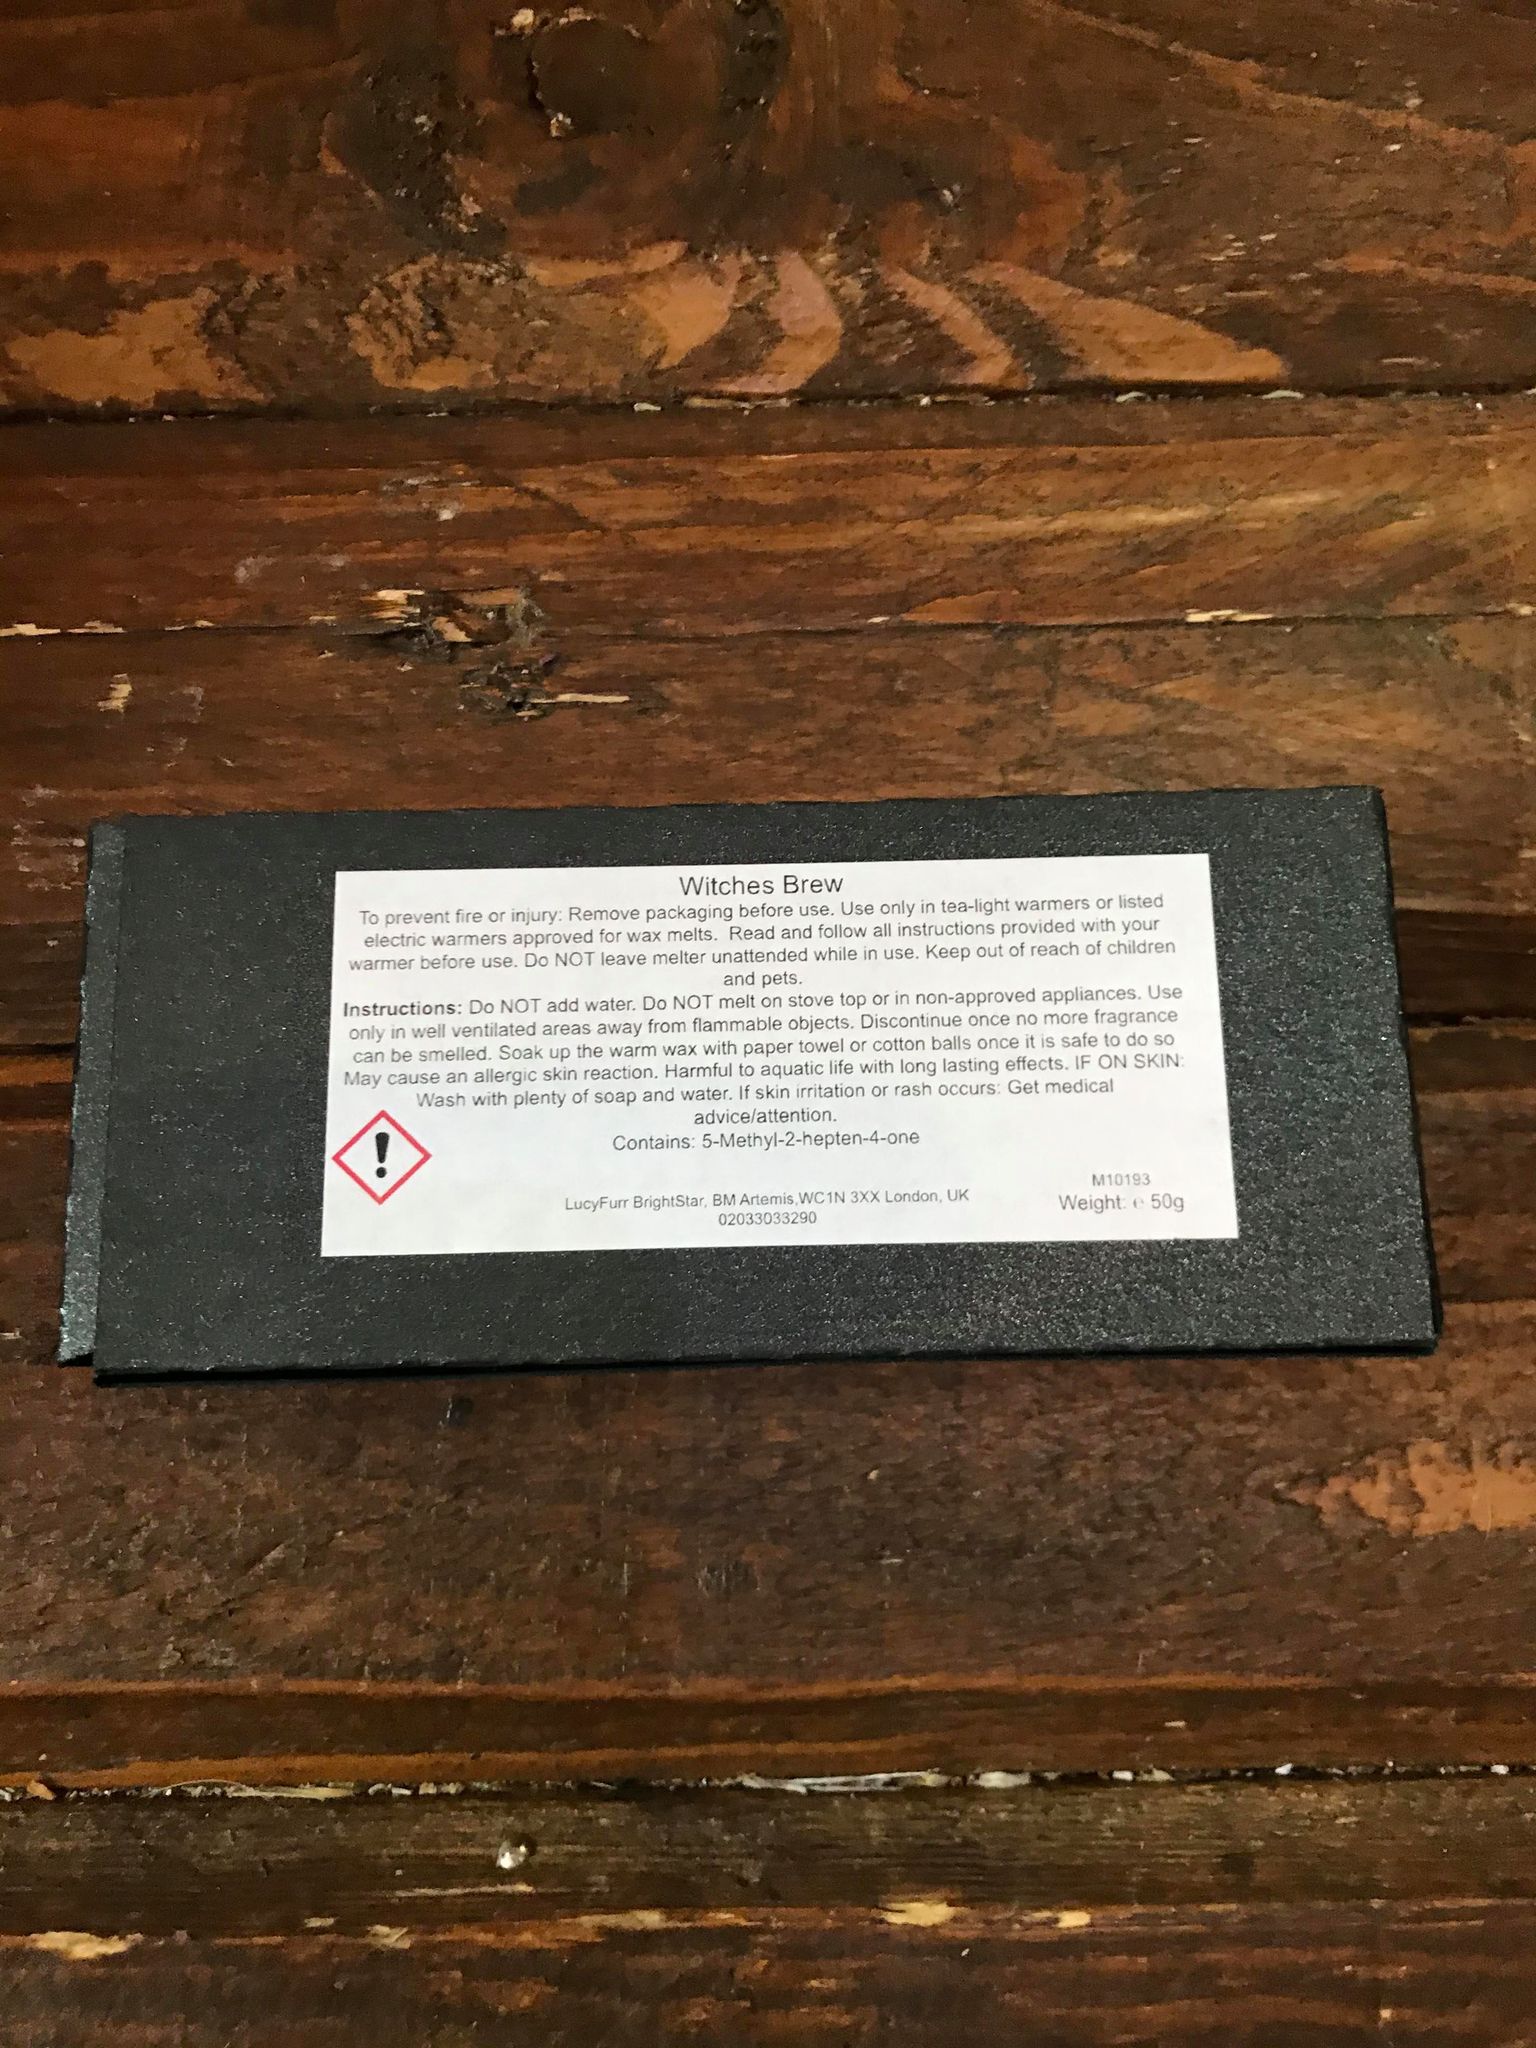 Witches Brew
To prevent fire or injury: Remove packaging before use. Use only in tea-light warmers or listed
electric warmers approved for wax melts. Read and follow all instructions provided with your
warmer before use. Do NOT leave melter unattended while in use. Keep out of reach of children
and pets.
Instructions: Do NOT add water. Do NOT melt on stove top or in non-approved appliances. Use
only in well ventilated areas away from flammable objects. Discontinue once no more fragrance
can be smelled. Soak up the warm wax with paper towel or cotton balls once it is safe to do so
May cause an allergic skin reaction. Harmful to aquatic life with long lasting effects. IF ON SKIN:
Wash with plenty of soap and water. If skin irritation or rash occurs: Get medical
advice/attention.
Contains: 5-Methyl-2-hepten-4-one
M10193
LucyFurr BrightStar, BM Artemis,WC1N 3XX London, UK
Weight: ℮ 50g
02033033290